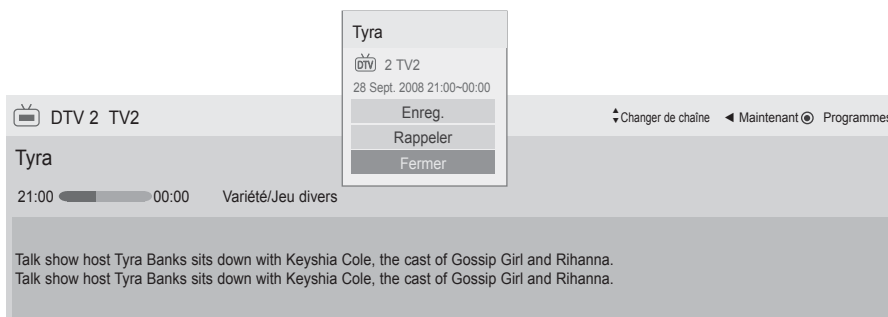 Tyra
DTV 2 TV2
28 Sept. 2008 21:00~00:00
Enreg.
Rappeler
Fermer
DTV 2 TV2
Changer de chaîne ◄ Maintenant ◉ Programmes
Tyra
21:00 00:00 Variété/Jeu divers
Talk show host Tyra Banks sits down with Keyshia Cole, the cast of Gossip Girl and Rihanna.
Talk show host Tyra Banks sits down with Keyshia Cole, the cast of Gossip Girl and Rihanna.